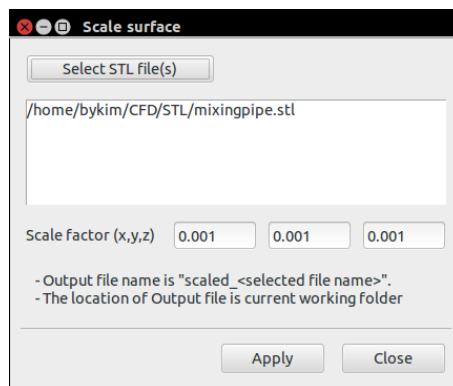 Scale surface
Select STL file(s)
/home/bykim/CFD/STL/mixingpipe.stl
Scale factor (x,y,z) 0.001 0.001 0.001
- Output file name is "scaled_<selected file name>".
- The location of Output file is current working folder
Apply Close